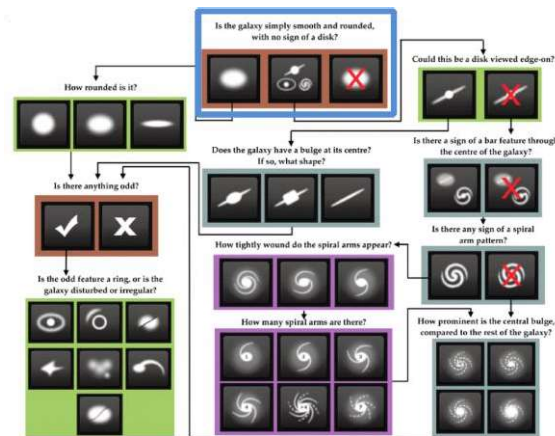 Is the galaxy simply smooth and rounded,
with no sign of a disk?
Could this be a disk viewed edge-on?
How rounded is it?
Is there a sign of a bar feature through
the centre of the galaxy?
Does the galaxy have a bulge at its centre?
If so, what shape?
Is there anything odd?
Is there any sign of a spiral
arm pattern?
How tightly wound do the spiral arms appear?
Is the odd feature a ring, or is the
galaxy disturbed or irregular?
How many spiral arms are there?
How prominent is the central bulge,
compared to the rest of the galaxy?